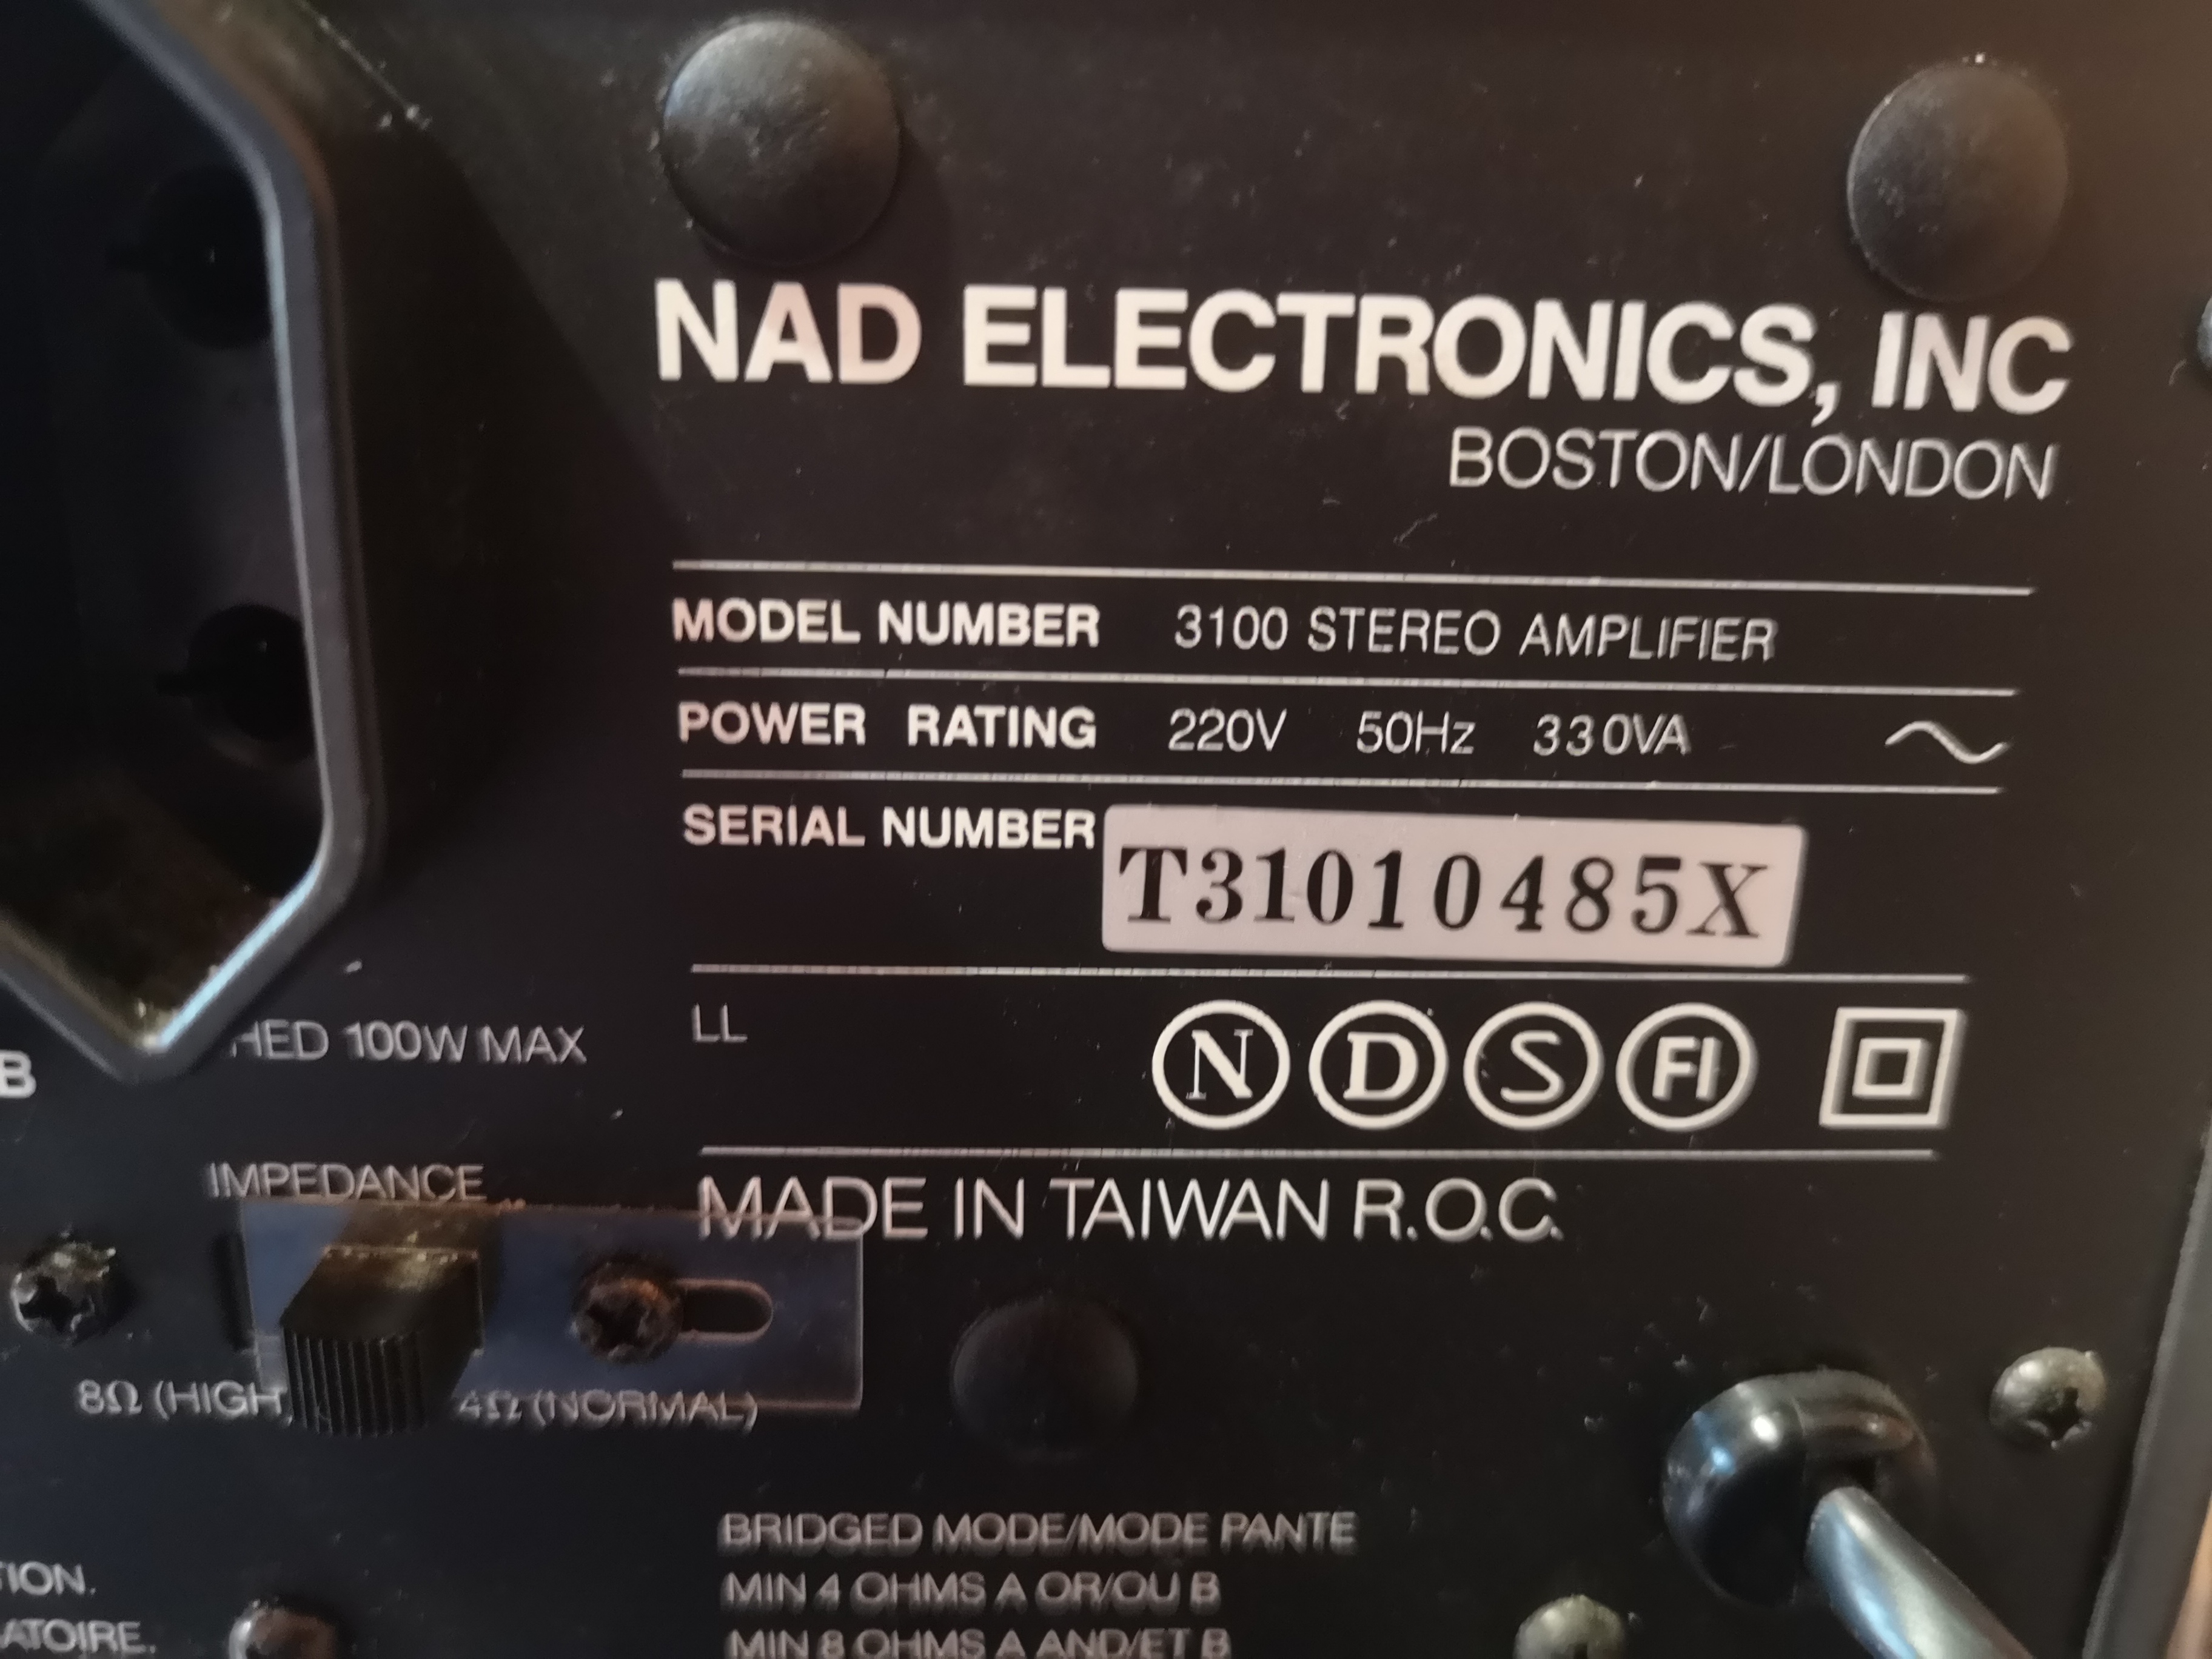 NAD ELECTRONICS, INC
BOSTON/LONDON
MODEL NUMBER 3100 STEREO AMPLIFIER
POWER RATING 220V 50Hz 330VA
SERIAL NUMBER T31010485X
LL N D S FI
MADE IN TAIWAN R.O.C.
HED 100W MAX
B
IMPEDANCE
8Ω (HIGH) 4Ω (NORMAL)
BRIDGED MODE/MODE PANTE
MIN 4 OHMS A OR/OU B
MIN 8 OHMS A AND/ET B
TION.
ATOIRE.